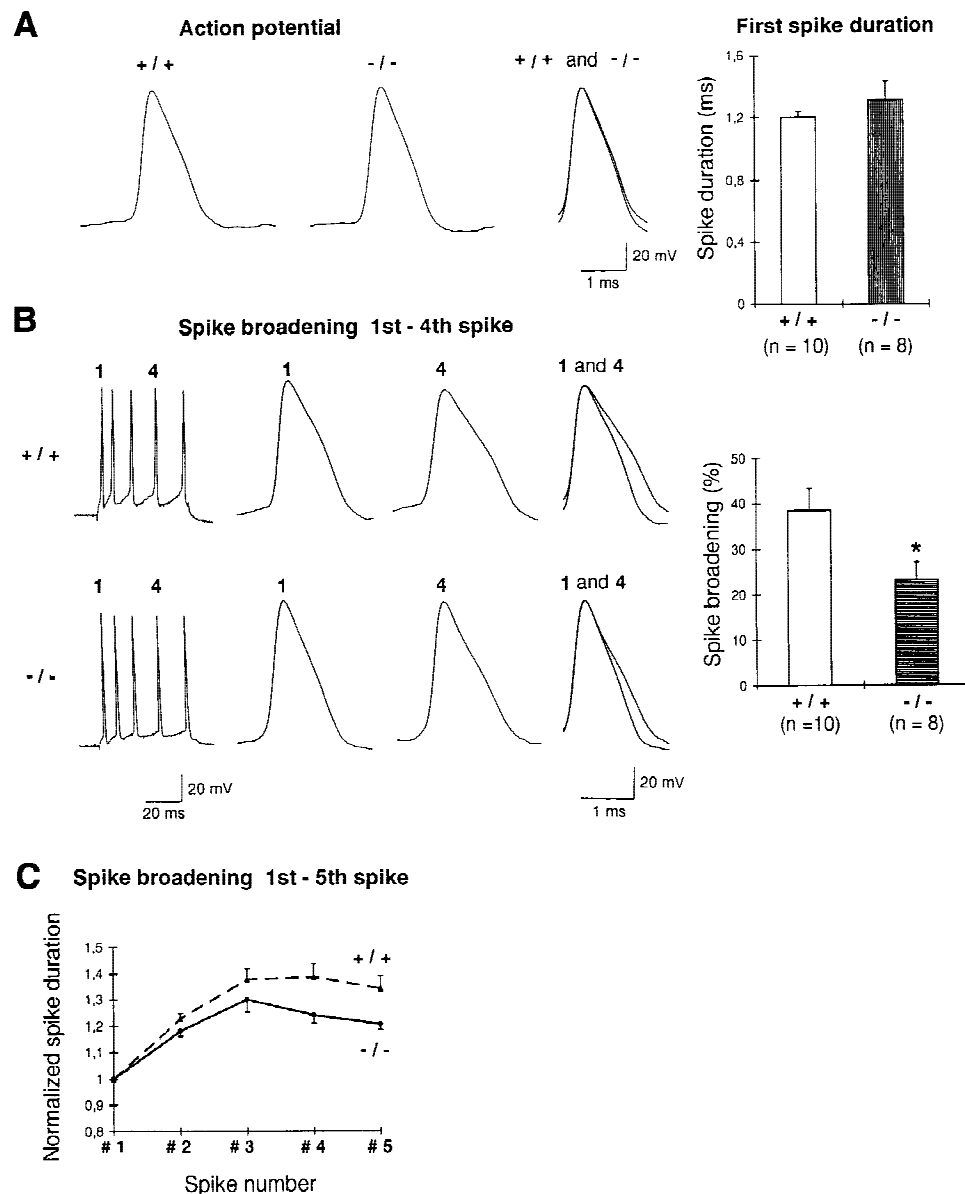 A
Action potential
+ / +
- / -
+ / + and - / -
20 mV
1 ms
First spike duration
Spike duration (ms)
1,6
1,2
0,8
0,4
0
+ / +
- / -
(n = 10)
(n = 8)
B
Spike broadening 1st - 4th spike
1
4
1
4
1 and 4
+ / +
1
4
1
4
1 and 4
- / -
20 mV
20 ms
20 mV
1 ms
Spike broadening (%)
50
40
30
20
10
0
*
+ / +
- / -
(n =10)
(n = 8)
C
Spike broadening 1st - 5th spike
Normalized spike duration
1,5
1,4
1,3
1,2
1,1
1
0,9
0,8
+ / +
- / -
# 1
# 2
# 3
# 4
# 5
Spike number